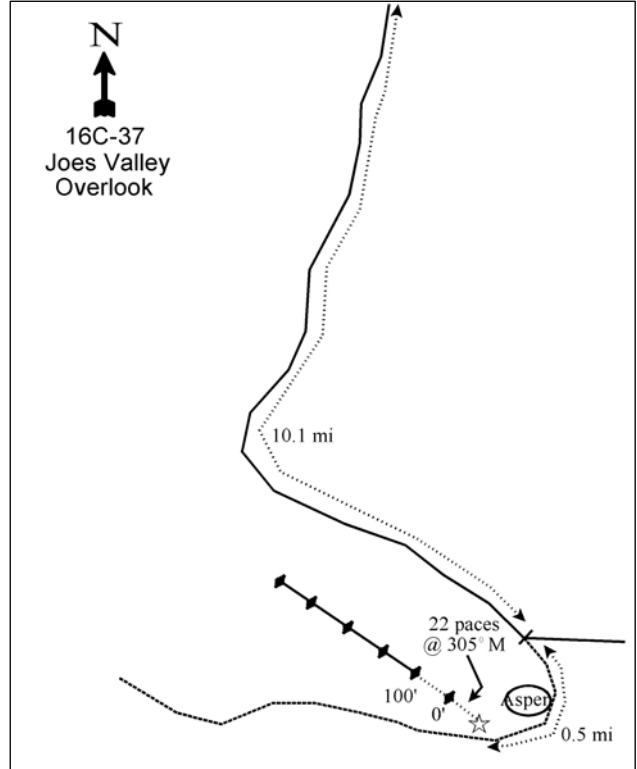 N
16C-37
Joes Valley
Overlook
10.1 mi
22 paces
@ 305° M
100'
0'
Aspen
0.5 mi